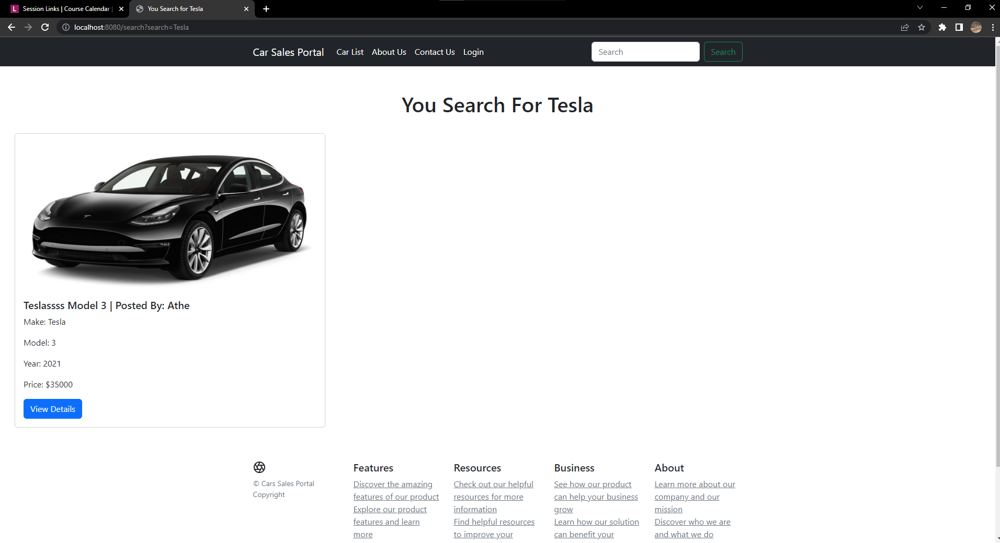 Session Links | Course Calendar |
You Search for Tesla
localhost:8080/search?search=Tesla
Car Sales Portal
Car List
About Us
Contact Us
Login
Search
Search
You Search For Tesla
Teslassss Model 3 | Posted By: Athe
Make: Tesla
Model: 3
Year: 2021
Price: $35000
View Details
© Cars Sales Portal
Copyright
Features
Discover the amazing
features of our product
Explore our product
features and learn
more
Resources
Check out our helpful
resources for more
information
Find helpful resources
to improve your
Business
See how our product
can help your business
grow
Learn how our solution
can benefit your
About
Learn more about our
company and our
mission
Discover who we are
and what we do